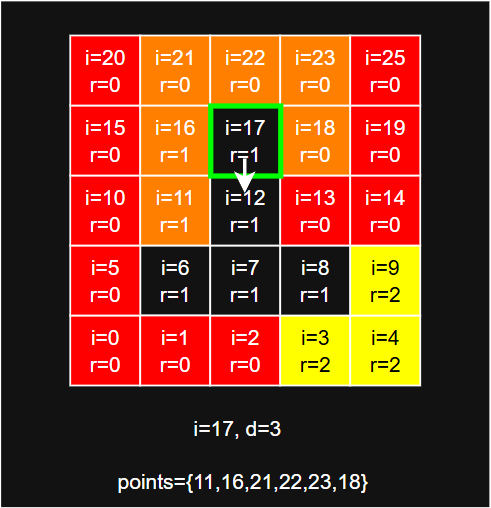 i=20 i=21 i=22 i=23 i=25
r=0 r=0 r=0 r=0 r=0
i=15 i=16 i=17 i=18 i=19
r=0 r=1 r=1 r=0 r=0
i=10 i=11 i=12 i=13 i=14
r=0 r=1 r=1 r=0 r=0
i=5 i=6 i=7 i=8 i=9
r=0 r=1 r=1 r=1 r=2
i=0 i=1 i=2 i=3 i=4
r=0 r=0 r=0 r=2 r=2
i=17, d=3
points={11,16,21,22,23,18}